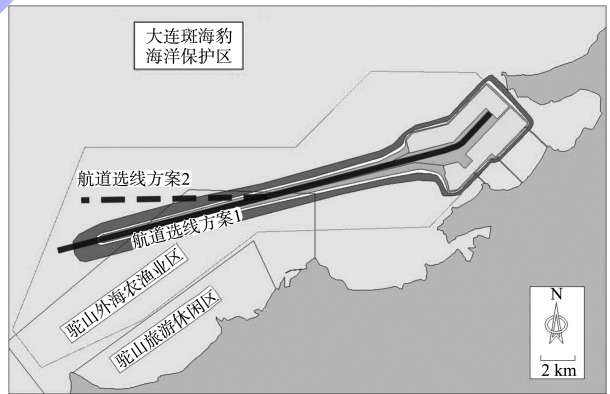 大连斑海豹
海洋保护区
航道选线方案2
航道选线方案1
驼山外海农渔业区
驼山旅游休闲区
N
2 km